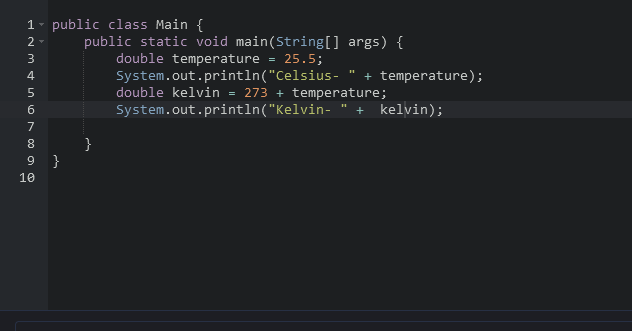 1 public class Main {
2 public static void main(String[] args) {
3 double temperature = 25.5;
4 System.out.println("Celsius- " + temperature);
5 double kelvin = 273 + temperature;
6 System.out.println("Kelvin- " +  kelvin);
7
8 }
9 }
10